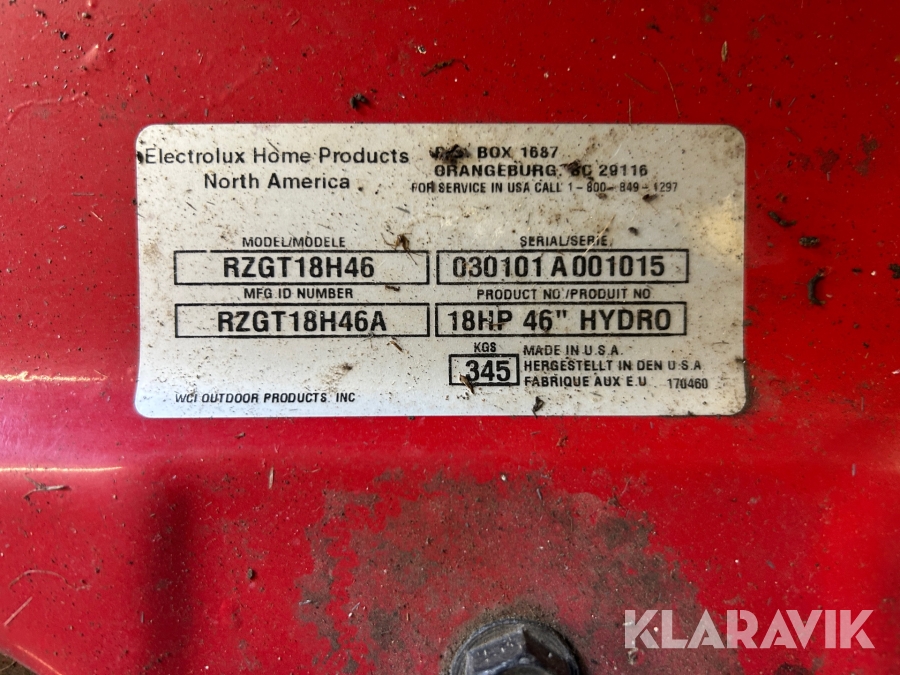 Electrolux Home Products
North America
P.O. BOX 1687
ORANGEBURG, SC 29116
FOR SERVICE IN USA CALL 1-800-849-1297
MODEL/MODELE
RZGT18H46
SERIAL/SERIE
030101A001015
MFG ID NUMBER
RZGT18H46A
PRODUCT NO/PRODUIT NO
18HP 46" HYDRO
KGS
345
MADE IN U.S.A.
HERGESTELLT IN DEN U.S.A
FABRIQUE AUX E.U
170460
WCI OUTDOOR PRODUCTS, INC
KLARAVIK